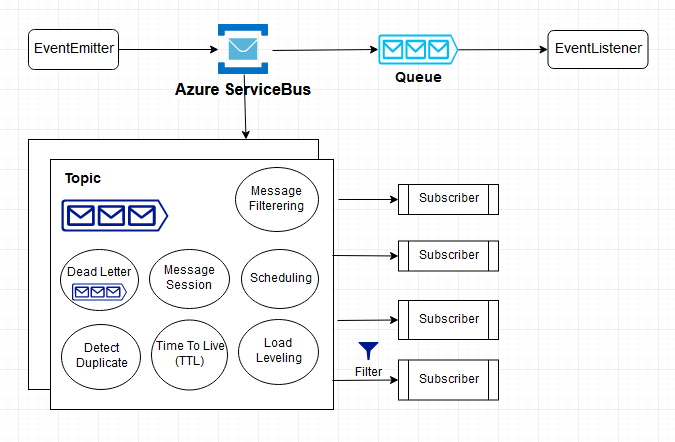 EventEmitter
Azure ServiceBus
Queue
EventListener
Topic
Message
Filterering
Dead Letter
Message
Session
Scheduling
Detect
Duplicate
Time To Live
(TTL)
Load
Leveling
Subscriber
Subscriber
Subscriber
Filter
Subscriber